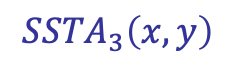 SSTA₃(x, y)